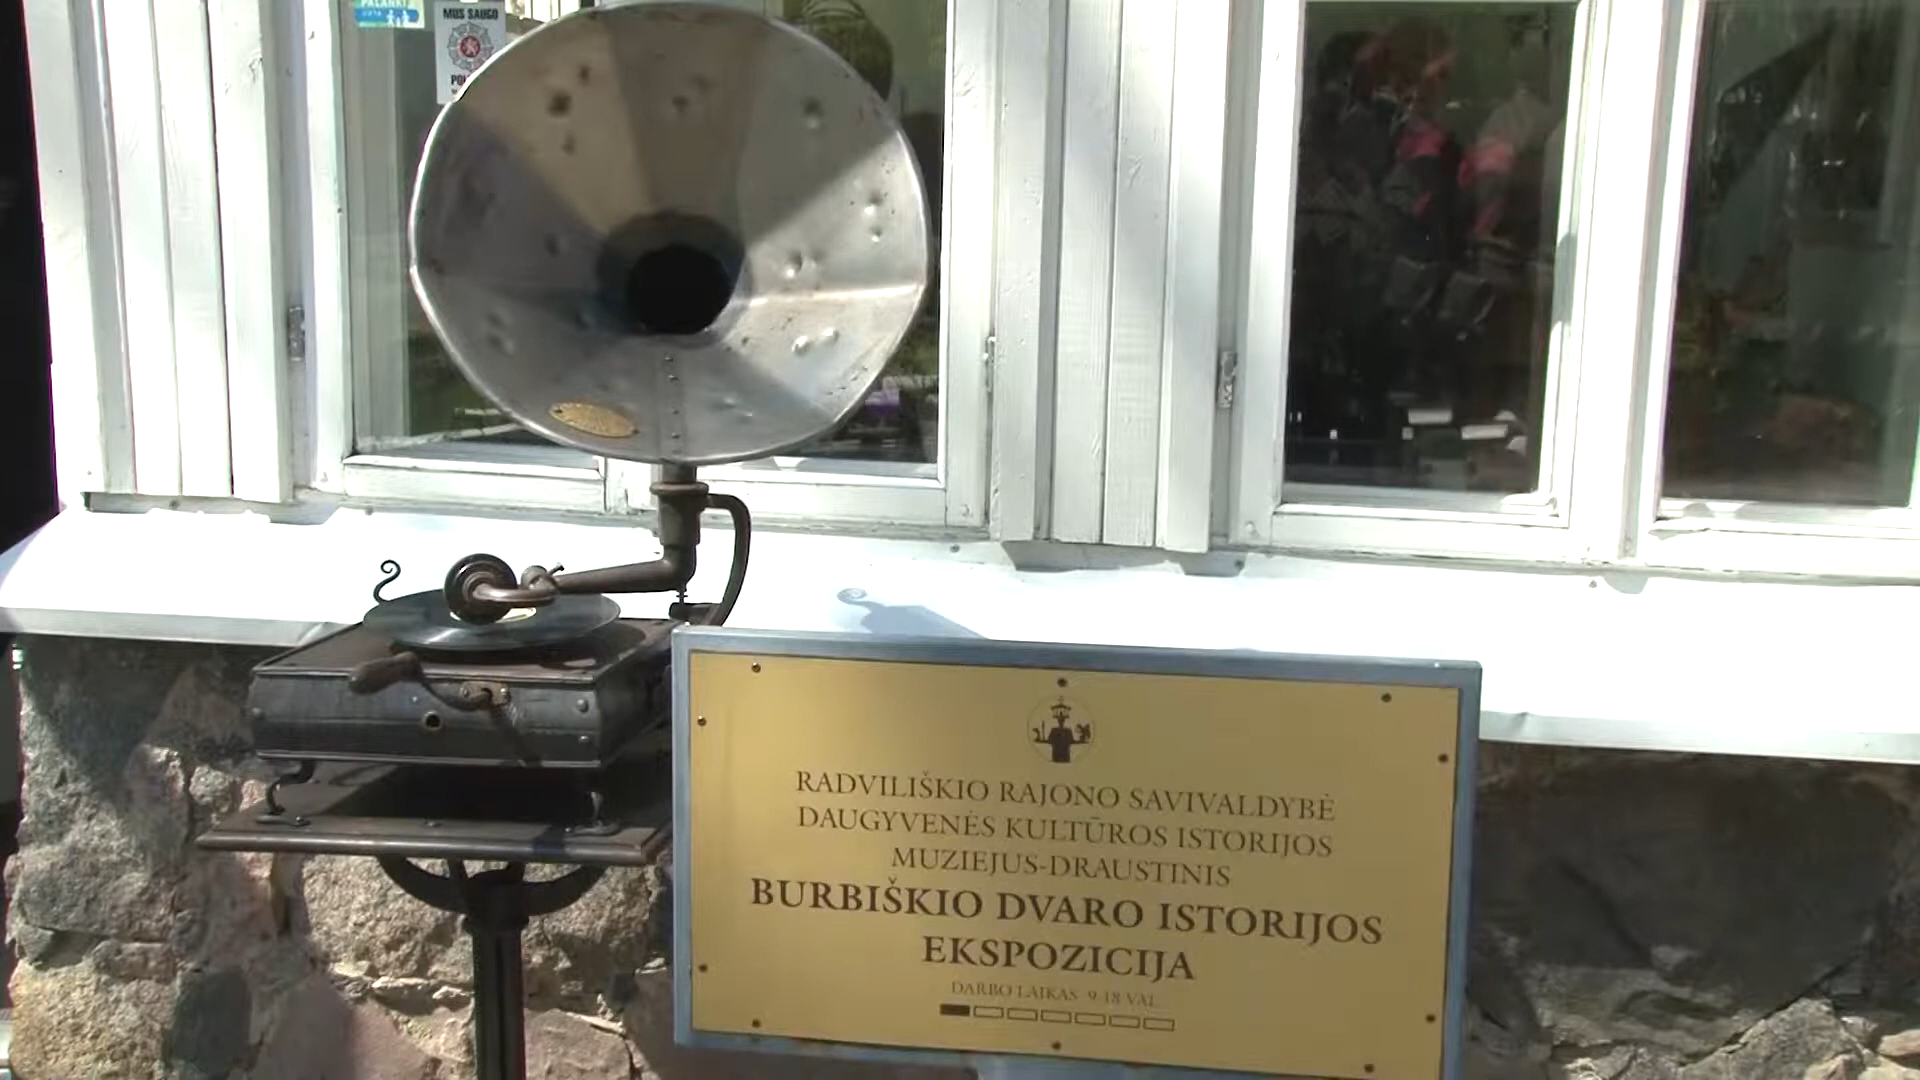 PALANKI
MUS SAUGO
RADVILIŠKIO RAJONO SAVIVALDYBĖ
DAUGYVENĖS KULTŪROS ISTORIJOS
MUZIEJUS-DRAUSTINIS
BURBIŠKIO DVARO ISTORIJOS
EKSPOZICIJA
DARBO LAIKAS 9-18 VAL.